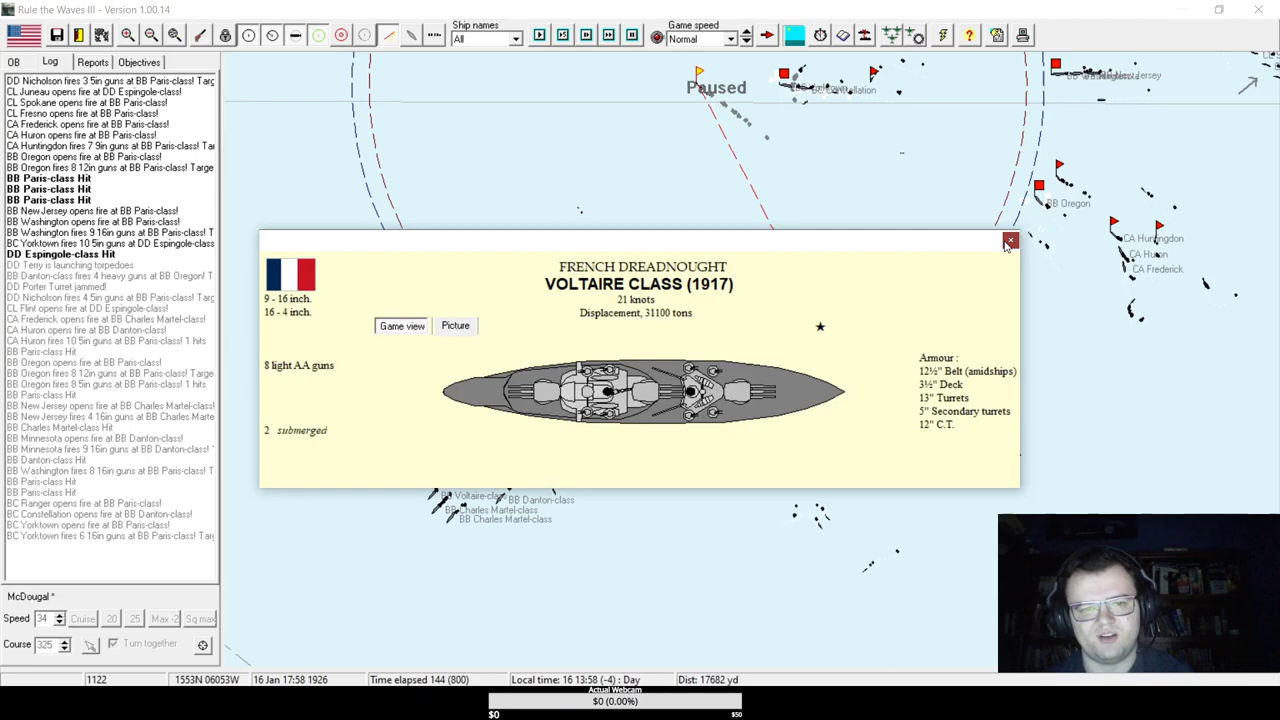 Rule the Waves III - Version 1.00.14
Ship names
Game speed
All
Normal
OB
Log
Reports
Objectives
DD Nicholson fires 3 5in guns at BB Paris-class! Targ
CL Juneau opens fire at DD Espingole-class!
CL Spokane opens fire at BB Paris-class!
CL Fresno opens fire at BB Paris-class!
CA Frederick opens fire at BB Paris-class!
CA Huron opens fire at BB Paris-class!
CA Huntington fires 7 9in guns at BB Paris-class! Tar
BB Oregon opens fire at BB Paris-class!
BB Oregon fires 8 12in guns at BB Paris-class! Targe
BB Paris-class Hit
BB Paris-class Hit
BB Paris-class Hit
BB New Jersey opens fire at BB Paris-class!
BB Washington opens fire at BB Paris-class!
BB Washington fires 9 16in guns at BB Paris-class! T
BC Yorktown fires 10 5in guns at DD Espingole-class
DD Espingole-class Hit
DD Terry is launching torpedoes
BB Danton-class fires 4 heavy guns at BB Oregon! T
DD Porter Turret jammed!
DD Nicholson fires 4 5in guns at BB Paris-class! Targ
CL Flint opens fire at DD Espingole-class!
CA Frederick opens fire at BB Charles Martel-class!
CA Huron opens fire at BB Danton-class!
CA Huron fires 10 5in guns at BB Paris-class! 1 hits
BB Paris-class Hit
BB Oregon opens fire at BB Paris-class!
BB Oregon fires 8 12in guns at BB Paris-class! Targe
BB Oregon fires 8 5in guns at BB Paris-class! 1 hits
BB Paris-class Hit
BB New Jersey opens fire at BB Charles Martel-class!
BB New Jersey fires 4 16in guns at BB Charles Marte
BB Charles Martel-class Hit
BB Minnesota opens fire at BB Danton-class!
BB Minnesota fires 9 16in guns at BB Danton-class! T
BB Danton-class Hit
BB Washington fires 8 16in guns at BB Paris-class! T
BB Paris-class Hit
BB Paris-class Hit
BC Ranger opens fire at BB Paris-class!
BC Constellation opens fire at BB Danton-class!
BC Yorktown opens fire at BB Paris-class!
BC Yorktown fires 6 16in guns at BB Paris-class! Targ
Paused
BB Oregon
CA Huntington
CA Huron
CA Frederick
FRENCH DREADNOUGHT
VOLTAIRE CLASS (1917)
21 knots
Displacement, 31100 tons
9 - 16 inch.
16 - 4 inch.
Game view
Picture
8 light AA guns
2 submerged
Armour :
12½" Belt (amidships)
3½" Deck
13" Turrets
5" Secondary turrets
12" C.T.
BB Voltaire-class
BB Danton-class
BB Charles Martel-class
BB Charles Martel-class
McDougal *
Speed 34 Cruise 20 25 Max -2 Sq max
Course 325 Turn together
1122
1553N 06053W
16 Jan 17:58 1926
Time elapsed 144 (800)
Local time: 16 13:58 (-4) : Day
Dist: 17682 yd
Actual Webcam
$0 (0.00%)
$0
$50